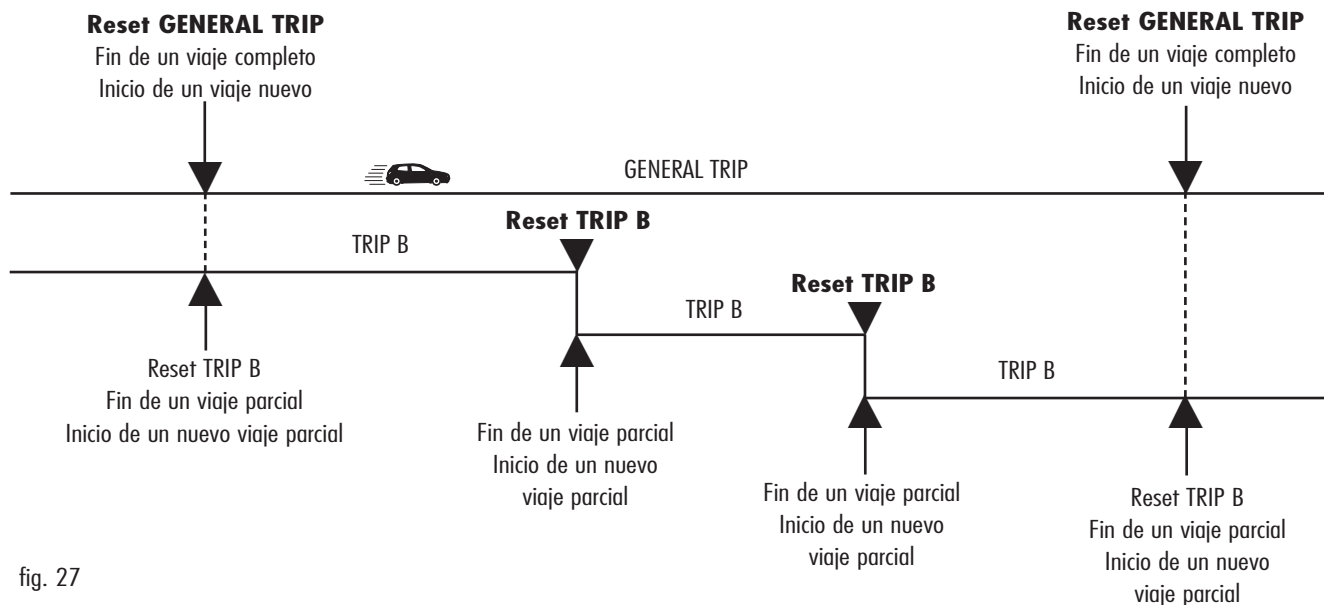 Reset GENERAL TRIP
Fin de un viaje completo
Inicio de un viaje nuevo
Reset GENERAL TRIP
Fin de un viaje completo
Inicio de un viaje nuevo
GENERAL TRIP
Reset TRIP B
TRIP B
Reset TRIP B
TRIP B
TRIP B
Reset TRIP B
Fin de un viaje parcial
Inicio de un nuevo viaje parcial
Fin de un viaje parcial
Inicio de un nuevo
viaje parcial
Fin de un viaje parcial
Inicio de un nuevo
viaje parcial
Reset TRIP B
Fin de un viaje parcial
Inicio de un nuevo
viaje parcial
fig. 27